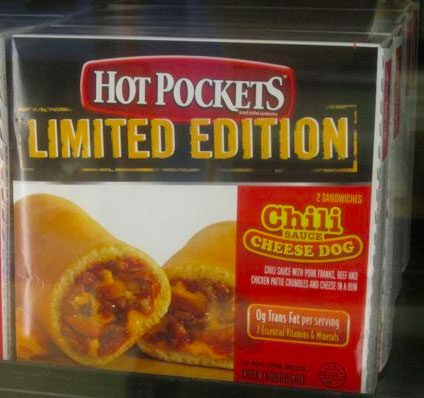 HOT POCKETS
LIMITED EDITION
2 SANDWICHES
Chili
SAUCE
CHEESE DOG
CHILI SAUCE WITH PORK FRANKS, BEEF AND
CHICKEN PATTIE CRUMBLES AND CHEESE IN A BUN
0g Trans Fat per serving
7 Essential Vitamins & Minerals
COOK THOROUGHLY